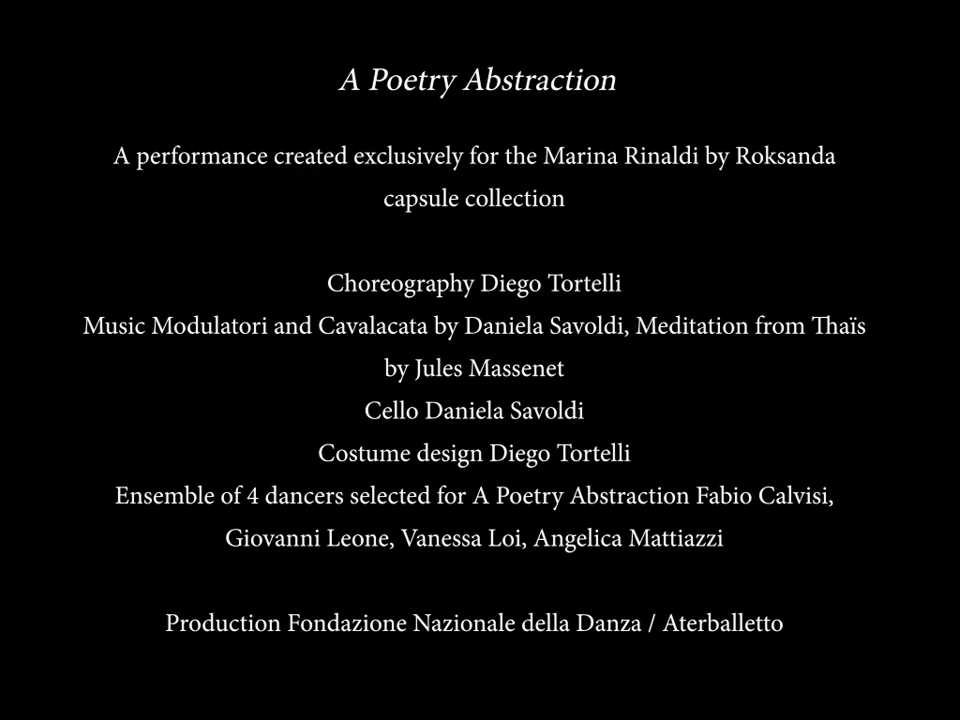 A Poetry Abstraction
A performance created exclusively for the Marina Rinaldi by Roksanda
capsule collection
Choreography Diego Tortelli
Music Modulatori and Cavalacata by Daniela Savoldi, Meditation from Thaïs
by Jules Massenet
Cello Daniela Savoldi
Costume design Diego Tortelli
Ensemble of 4 dancers selected for A Poetry Abstraction Fabio Calvisi,
Giovanni Leone, Vanessa Loi, Angelica Mattiazzi
Production Fondazione Nazionale della Danza / Aterballetto